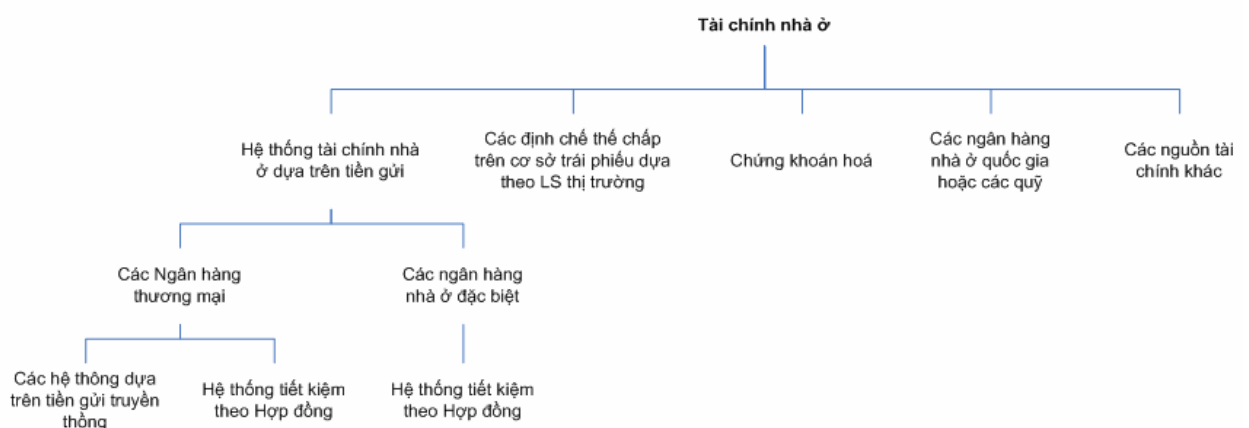 Tài chính nhà ở
Hệ thống tài chính nhà
ở dựa trên tiền gửi
Các định chế thế chấp
trên cơ sở trái phiếu dựa
theo LS thị trường
Chứng khoán hoá
Các ngân hàng
nhà ở quốc gia
hoặc các quỹ
Các nguồn tài
chính khác
Các Ngân hàng
thương mại
Các ngân hàng
nhà ở đặc biệt
Các hệ thông dựa
trên tiền gửi truyền
thống
Hệ thống tiết kiệm
theo Hợp đồng
Hệ thống tiết kiệm
theo Hợp đồng